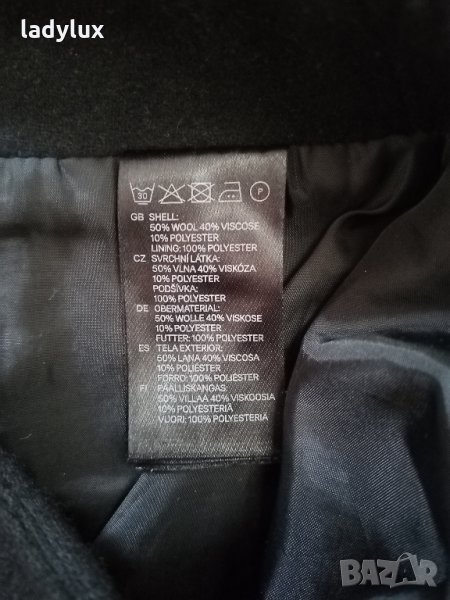 ladylux
30
P
GB SHELL:
50% WOOL 40% VISCOSE
10% POLYESTER
LINING: 100% POLYESTER
CZ SVRCHNÍ LÁTKA:
50% VLNA 40% VISKÓZA
10% POLYESTER
PODŠÍVKA:
100% POLYESTER
DE OBERMATERIAL:
50% WOLLE 40% VISKOSE
10% POLYESTER
FUTTER: 100% POLYESTER
ES TELA EXTERIOR:
50% LANA 40% VISCOSA
10% POLIÉSTER
FORRO: 100% POLIÉSTER
FI PÄÄLLISKANGAS:
50% VILLAA 40% VISKOOSIA
10% POLYESTERIÄ
VUORI: 100% POLYESTERIÄ
BAZAR